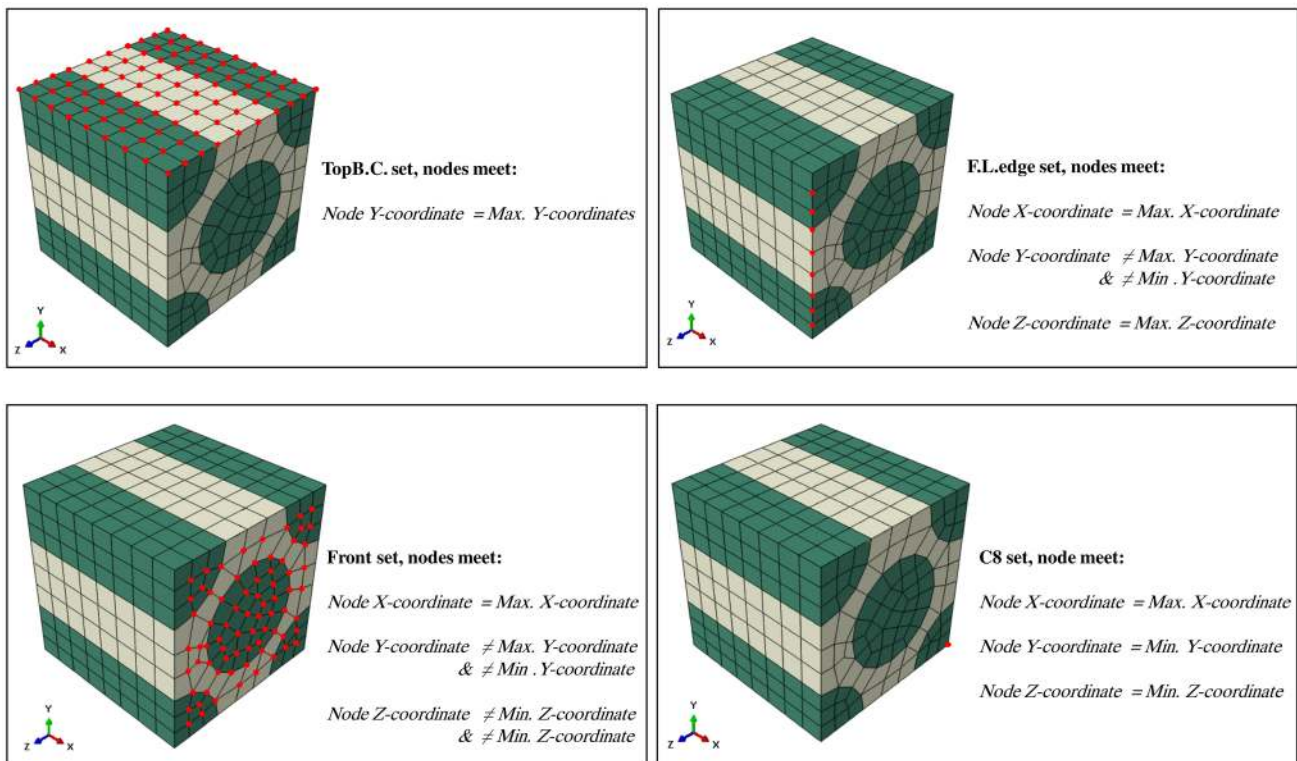 TopB.C. set, nodes meet:
Node Y-coordinate = Max. Y-coordinates
Y
Z
X
F.L.edge set, nodes meet:
Node X-coordinate = Max. X-coordinate
Node Y-coordinate ≠ Max. Y-coordinate
& ≠ Min . Y-coordinate
Node Z-coordinate = Max. Z-coordinate
Y
Z
X
Front set, nodes meet:
Node X-coordinate = Max. X-coordinate
Node Y-coordinate ≠ Max. Y-coordinate
& ≠ Min . Y-coordinate
Node Z-coordinate ≠ Min. Z-coordinate
& ≠ Min. Z-coordinate
Y
Z
X
C8 set, node meet:
Node X-coordinate = Max. X-coordinate
Node Y-coordinate = Min. Y-coordinate
Node Z-coordinate = Min. Z-coordinate
Y
Z
X